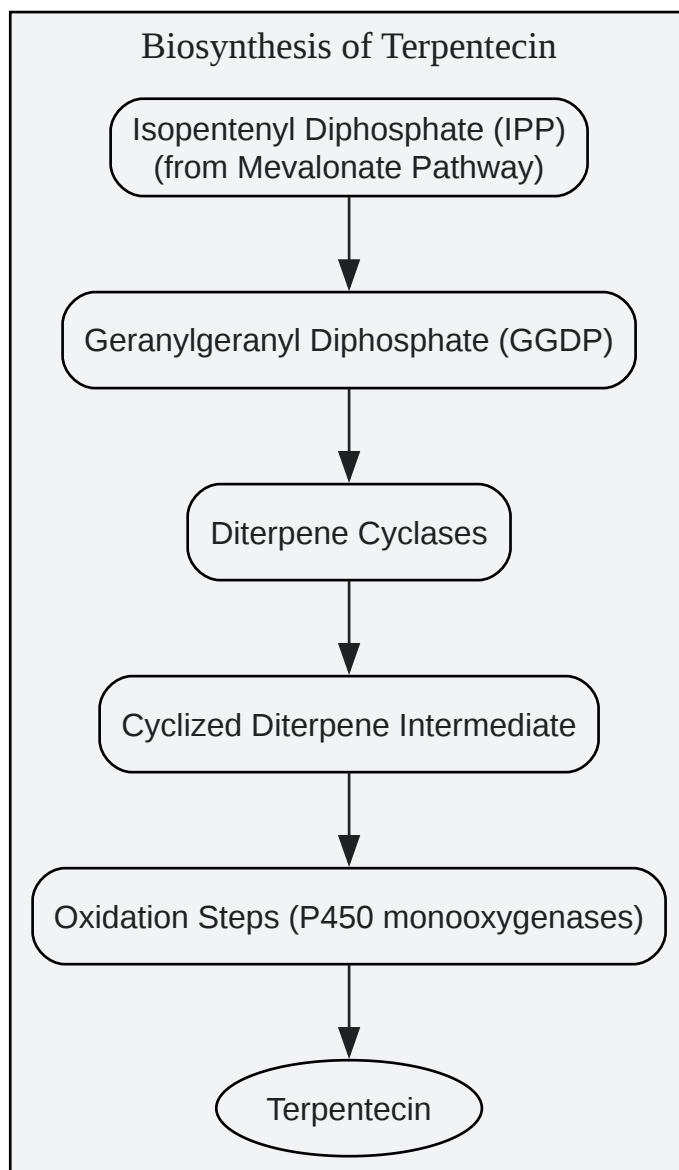 Biosynthesis of Terpentecin
Isopentenyl Diphosphate (IPP)
(from Mevalonate Pathway)
Geranylgeranyl Diphosphate (GGDP)
Diterpene Cyclases
Cyclized Diterpene Intermediate
Oxidation Steps (P450 monooxygenases)
Terpentecin